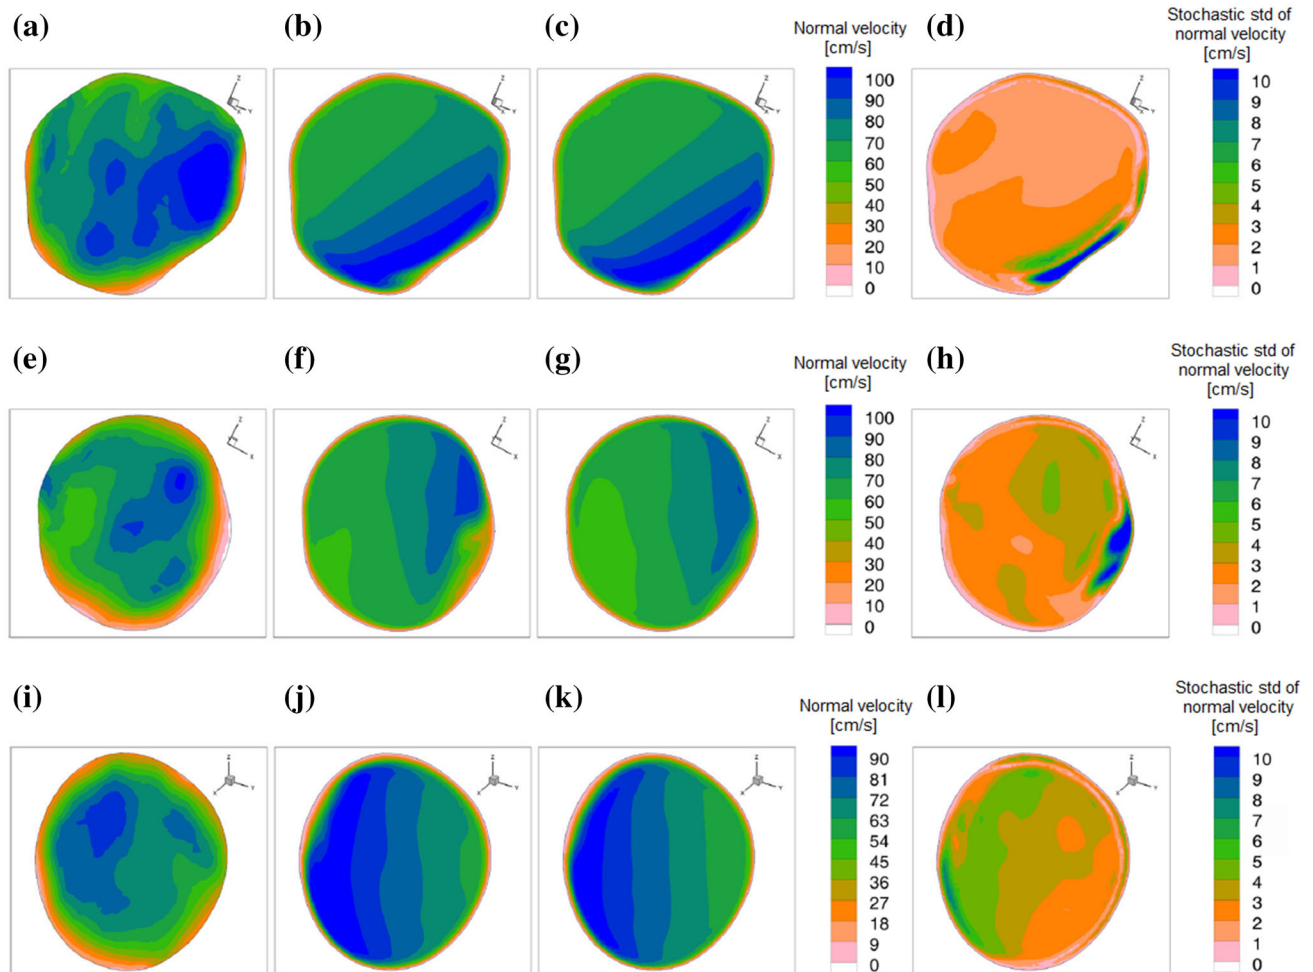 (a) (b) (c) (d)
Normal velocity
[cm/s]
100
90
80
70
60
50
40
30
20
10
0
Stochastic std of
normal velocity
[cm/s]
10
9
8
7
6
5
4
3
2
1
0
Z
Y
X
Z
Y
X
Z
Y
X
Z
Y
X
(e) (f) (g) (h)
Normal velocity
[cm/s]
100
90
80
70
60
50
40
30
20
10
0
Stochastic std of
normal velocity
[cm/s]
10
9
8
7
6
5
4
3
2
1
0
Z
X
Z
X
Z
X
Z
X
(i) (j) (k) (l)
Normal velocity
[cm/s]
90
81
72
63
54
45
36
27
18
9
0
Stochastic std of
normal velocity
[cm/s]
10
9
8
7
6
5
4
3
2
1
0
Z
X Y
Z
X Y
Z
X Y
Z
X Y